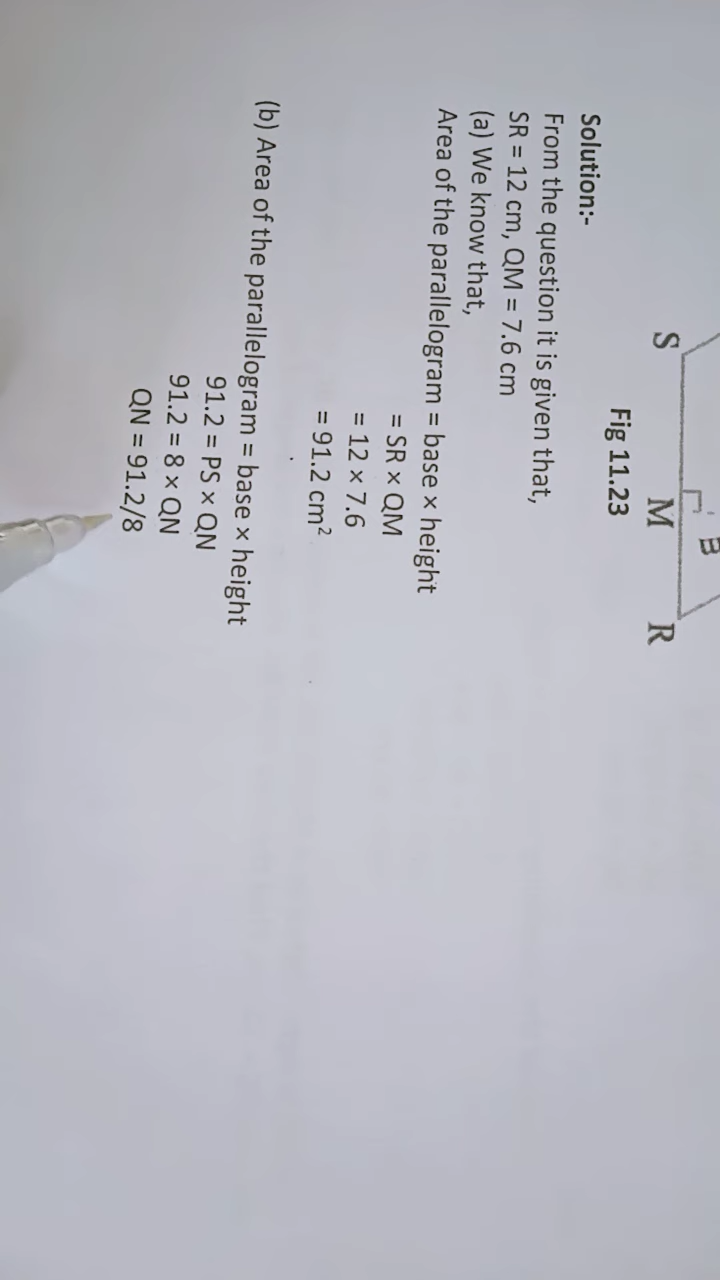 S M R
Fig 11.23
Solution:-
From the question it is given that,
SR = 12 cm, QM = 7.6 cm
(a) We know that,
Area of the parallelogram = base × height
= SR × QM
= 12 × 7.6
= 91.2 cm²
(b) Area of the parallelogram = base × height
91.2 = PS × QN
91.2 = 8 × QN
QN = 91.2/8